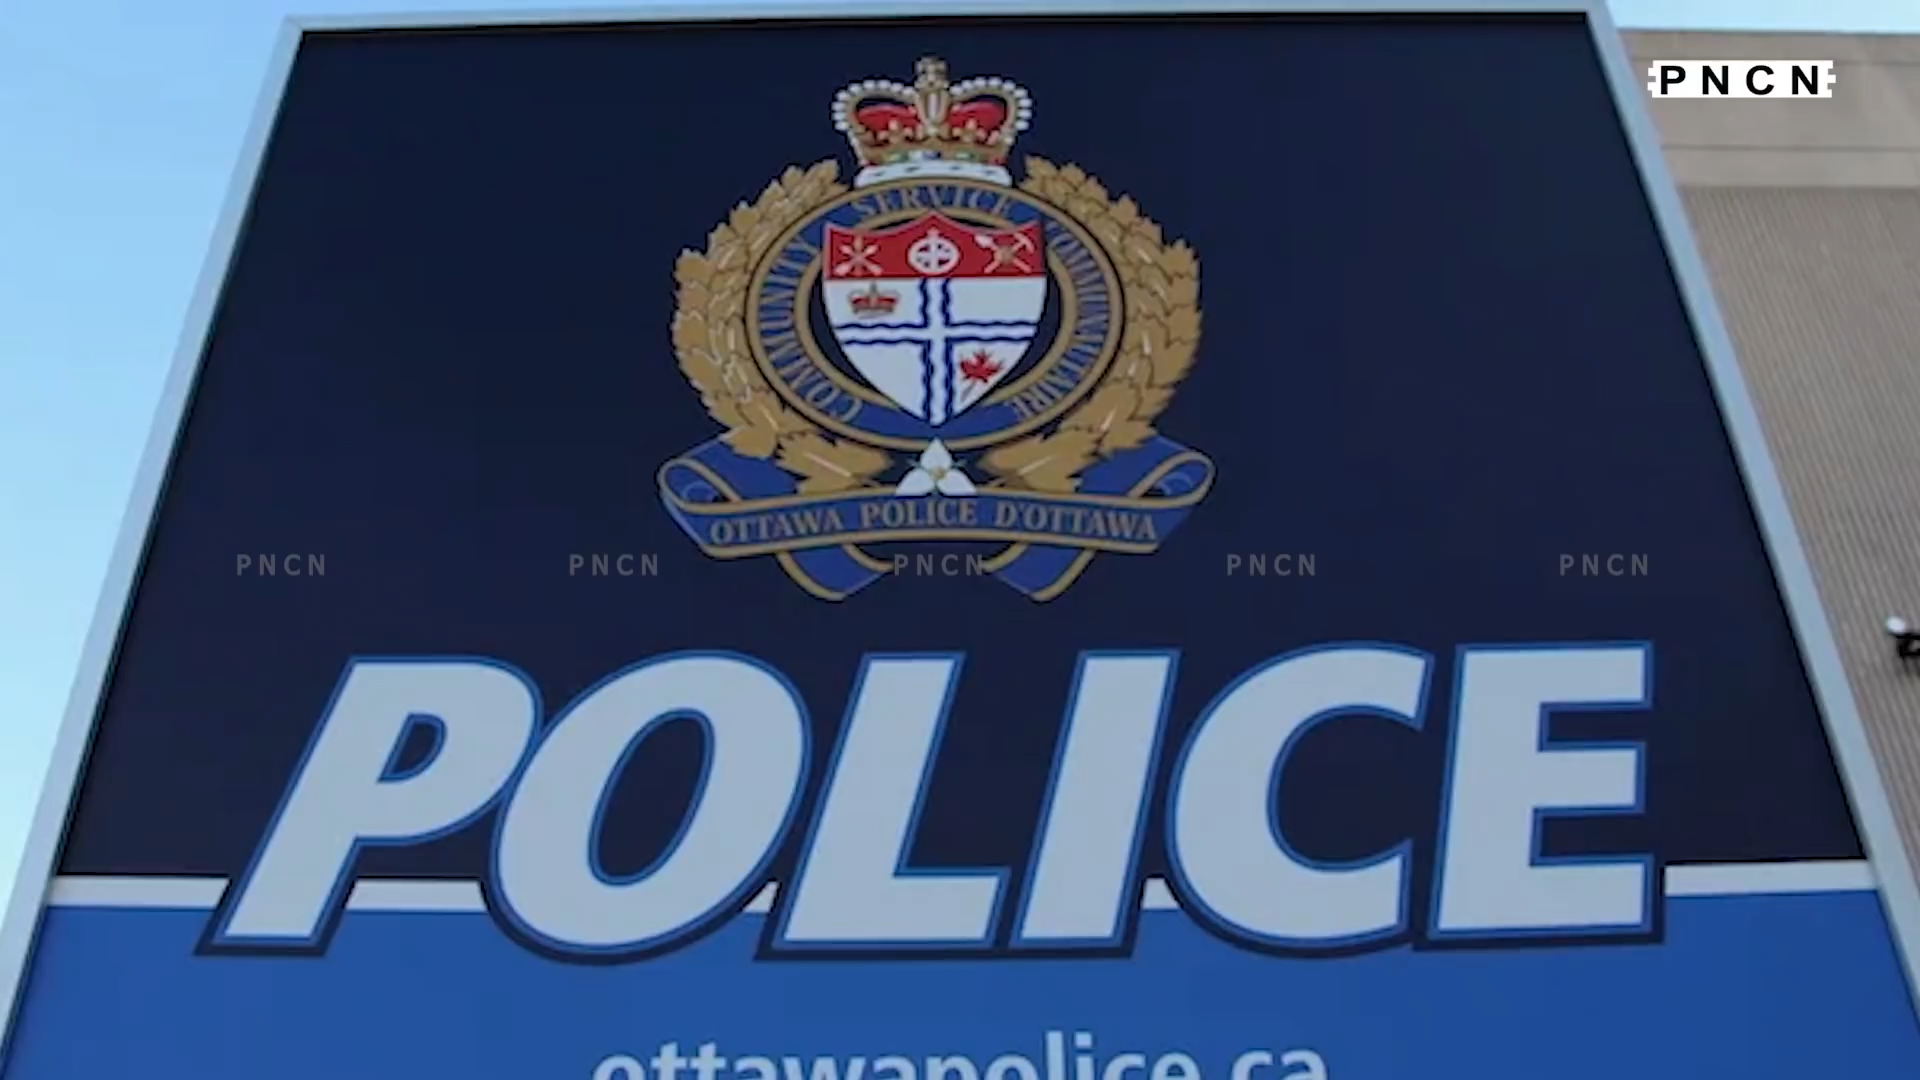 PNCN
SERVICE
COMMUNITY
COMMUNAUTAIRE
OTTAWA POLICE D'OTTAWA
PNCN PNCN PNCN PNCN PNCN
POLICE
ottawapolice.ca